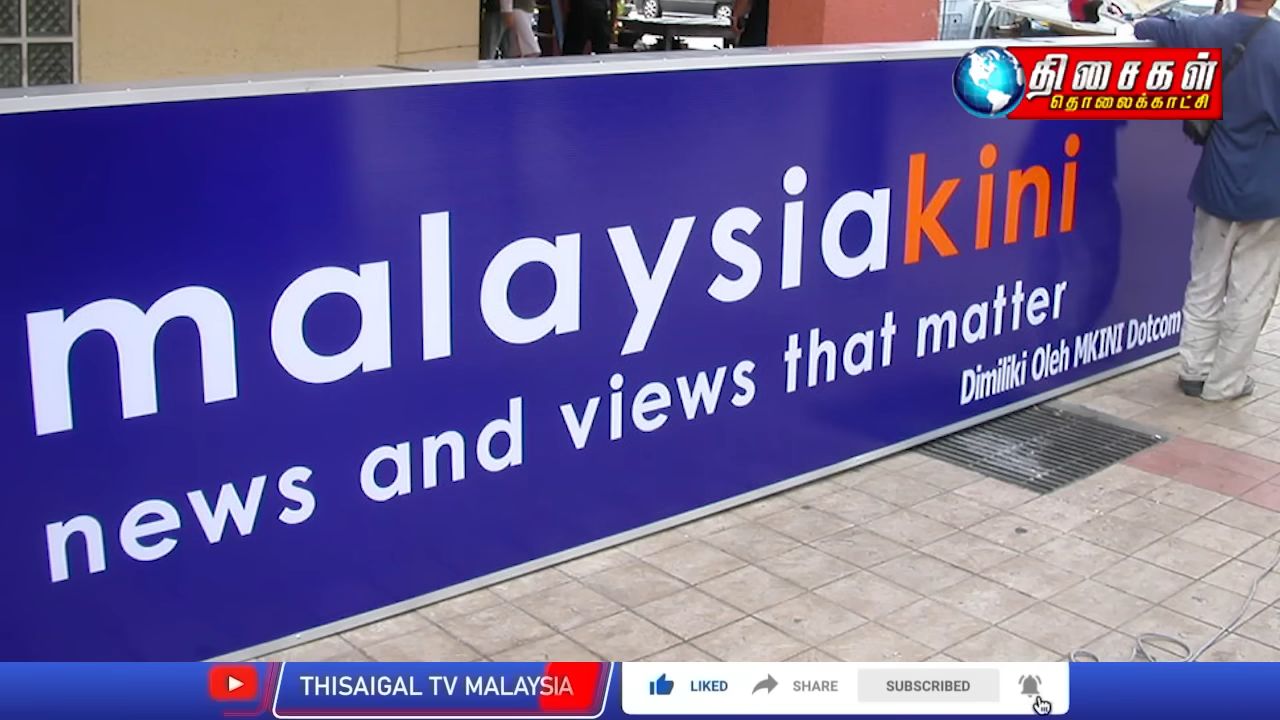 திசைகள்
தொலைக்காட்சி
malaysiakini
news and views that matter
Dimiliki Oleh MKINI Dotcom
THISAIGAL TV MALAYSIA
LIKED
SHARE
SUBSCRIBED